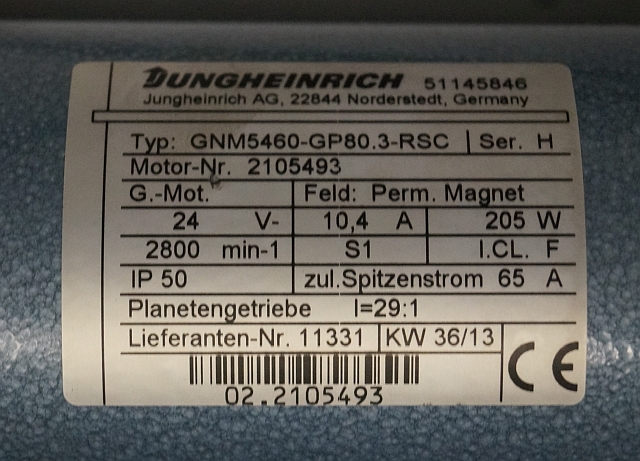 JUNGHEINRICH 51145846
Jungheinrich AG, 22844 Norderstedt, Germany
Typ: GNM5460-GP80.3-RSC Ser. H
Motor-Nr. 2105493
G.-Mot. Feld: Perm. Magnet
24 V- 10,4 A 205 W
2800 min-1 S1 I.CL. F
IP 50 zul.Spitzenstrom 65 A
Planetengetriebe I=29:1
Lieferanten-Nr. 11331 KW 36/13
02.2105493
CE